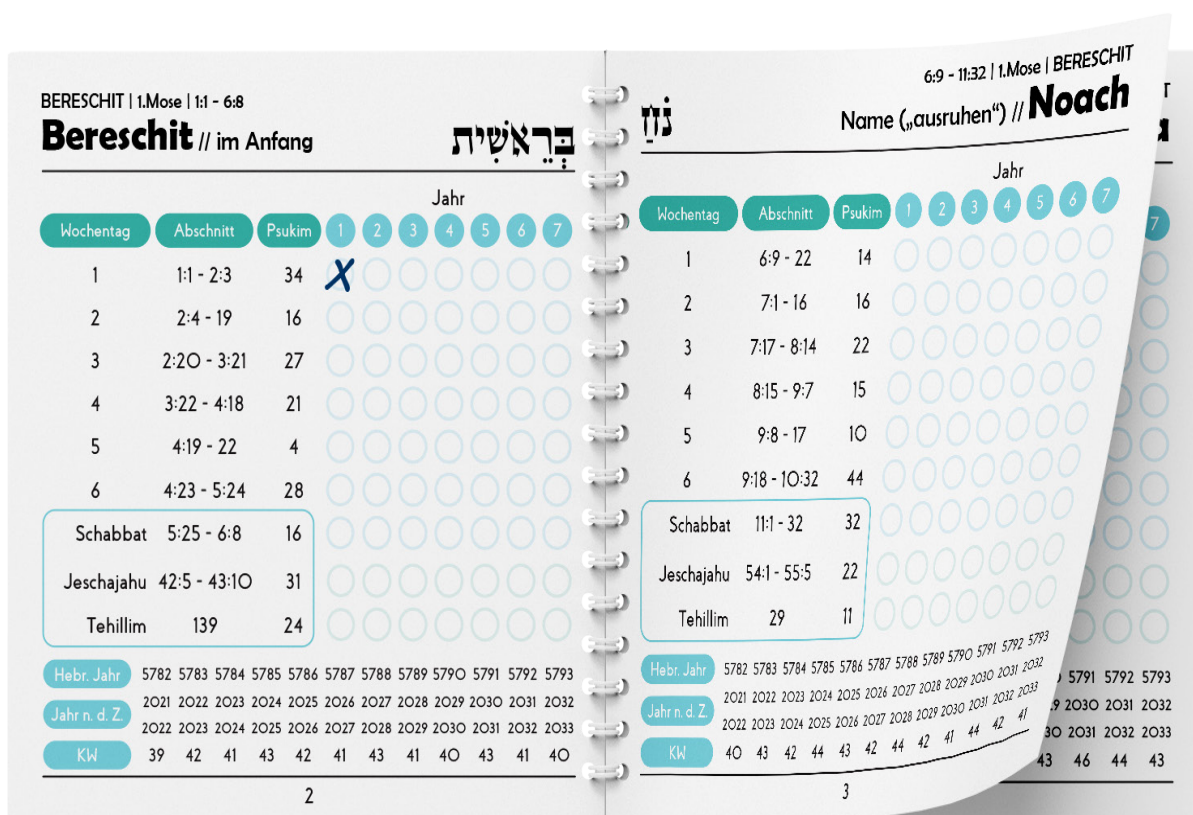 BERESCHIT | 1.Mose | 1:1 - 6:8
Bereschit // im Anfang בְּרֵאשִׁית
Jahr
Wochentag Abschnitt Psukim 1 2 3 4 5 6 7
1 1:1 - 2:3 34 X
2 2:4 - 19 16
3 2:20 - 3:21 27
4 3:22 - 4:18 21
5 4:19 - 22 4
6 4:23 - 5:24 28
Schabbat 5:25 - 6:8 16
Jeschajahu 42:5 - 43:10 31
Tehillim 139 24
Hebr. Jahr 5782 5783 5784 5785 5786 5787 5788 5789 5790 5791 5792 5793
Jahr n. d. Z. 2021 2022 2023 2024 2025 2026 2027 2028 2029 2030 2031 2032
2022 2023 2024 2025 2026 2027 2028 2029 2030 2031 2032 2033
KW 39 42 41 43 42 41 43 41 40 43 41 40
2
6:9 - 11:32 | 1.Mose | BERESCHIT
נֹחַ Name („ausruhen“) // Noach
Jahr
Wochentag Abschnitt Psukim 1 2 3 4 5 6 7
1 6:9 - 22 14
2 7:1 - 16 16
3 7:17 - 8:14 22
4 8:15 - 9:7 15
5 9:8 - 17 10
6 9:18 - 10:32 44
Schabbat 11:1 - 32 32
Jeschajahu 54:1 - 55:5 22
Tehillim 29 11
Hebr. Jahr 5782 5783 5784 5785 5786 5787 5788 5789 5790 5791 5792 5793
Jahr n. d. Z. 2021 2022 2023 2024 2025 2026 2027 2028 2029 2030 2031 2032
2022 2023 2024 2025 2026 2027 2028 2029 2030 2031 2032 2033
KW 40 43 42 44 43 42 44 42 41 44 42 41
3
T
a
7
5791 5792 5793
2030 2031 2032
2031 2032 2033
43 46 44 43